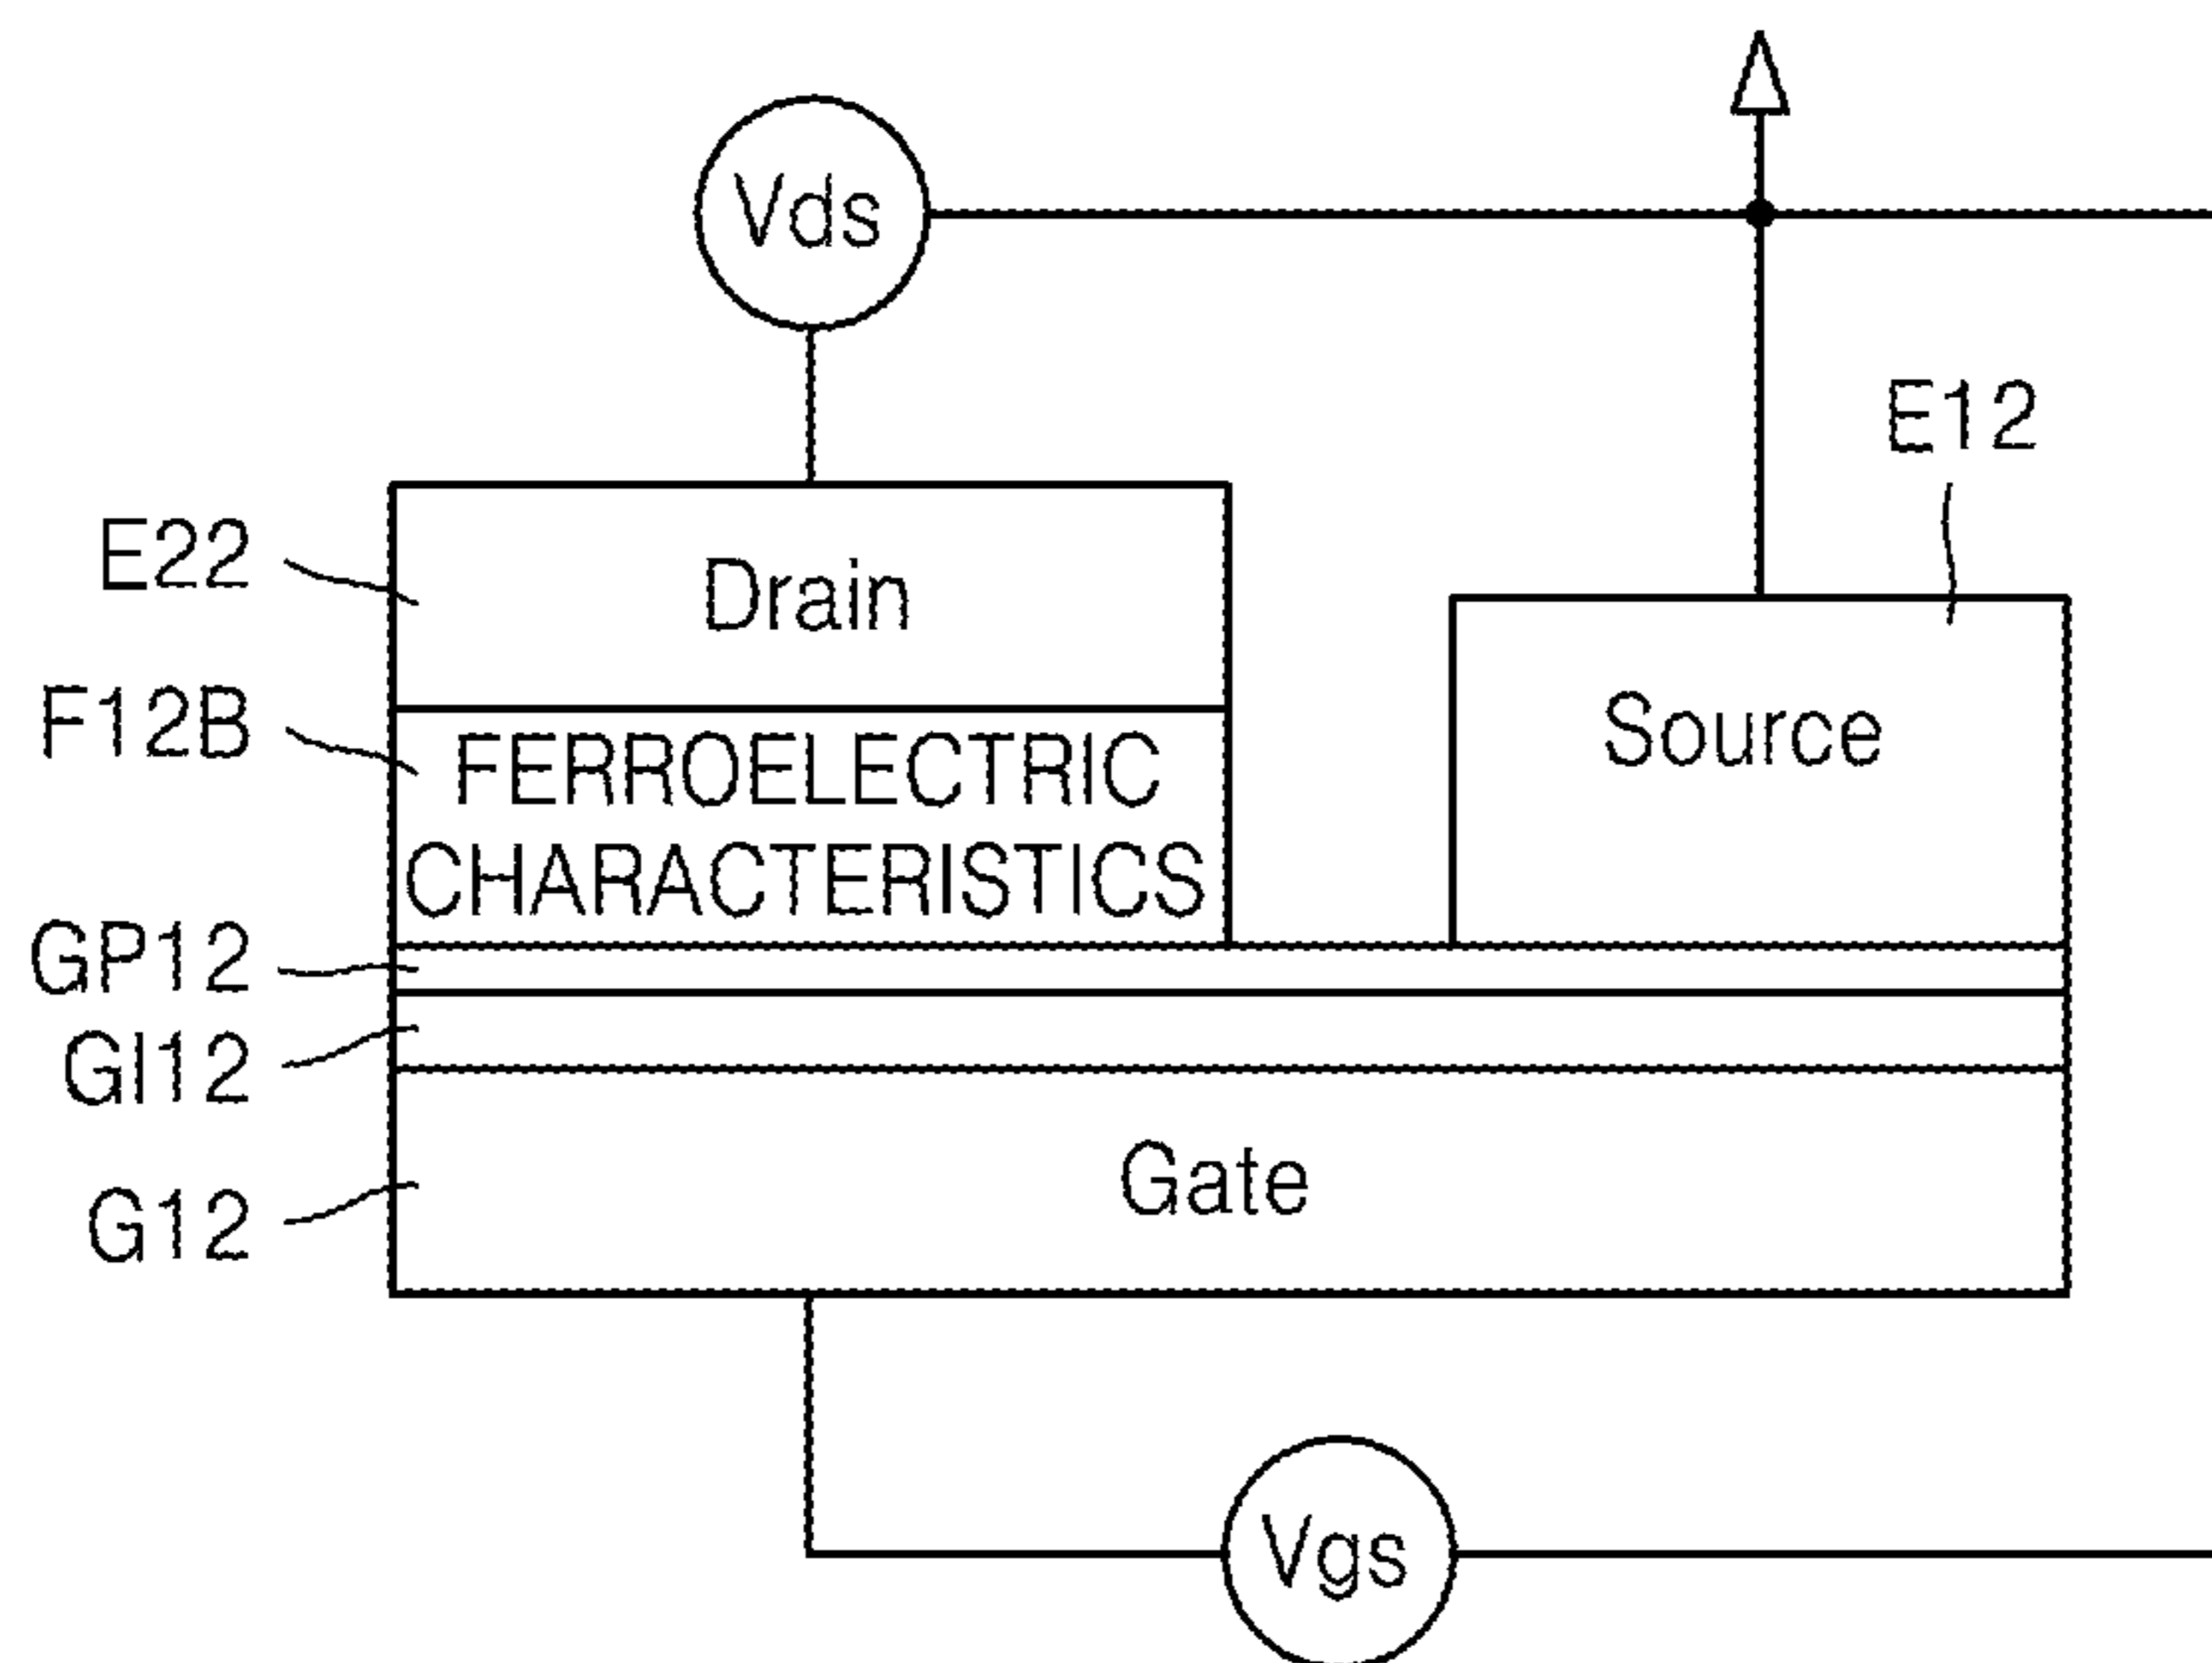 Vds
E12
E22
Drain
F12B
FERROELECTRIC
CHARACTERISTICS
Source
GP12
GI12
G12
Gate
Vgs